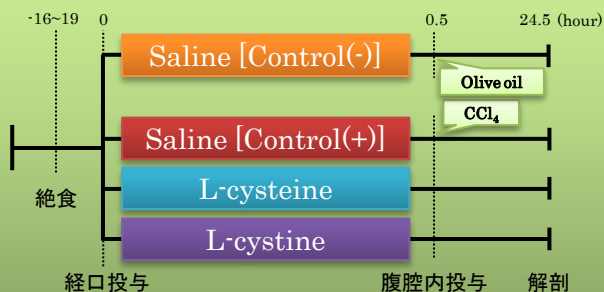 -16~19 0 0.5 24.5 (hour)
Saline [Control(-)]
Olive oil
CCl₄
Saline [Control(+)]
L-cysteine
絶食
L-cystine
経口投与 腹腔内投与 解剖